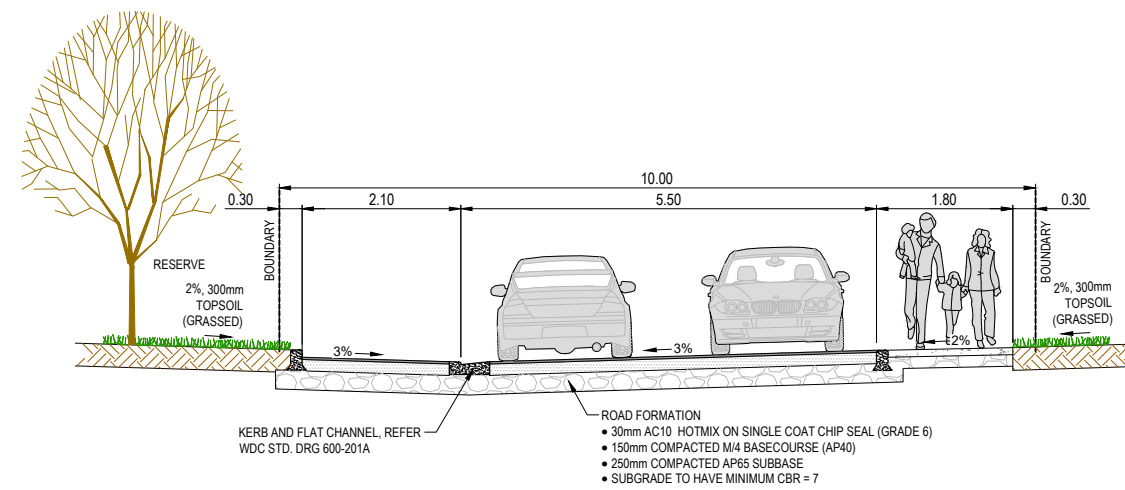 10.00
0.30
2.10
5.50
1.80
0.30
BOUNDARY
BOUNDARY
RESERVE
2%, 300mm
TOPSOIL
(GRASSED)
2%, 300mm
TOPSOIL
(GRASSED)
3%
3%
2%
KERB AND FLAT CHANNEL, REFER
WDC STD. DRG 600-201A
ROAD FORMATION
● 30mm AC10 HOTMIX ON SINGLE COAT CHIP SEAL (GRADE 6)
● 150mm COMPACTED M/4 BASECOURSE (AP40)
● 250mm COMPACTED AP65 SUBBASE
● SUBGRADE TO HAVE MINIMUM CBR = 7